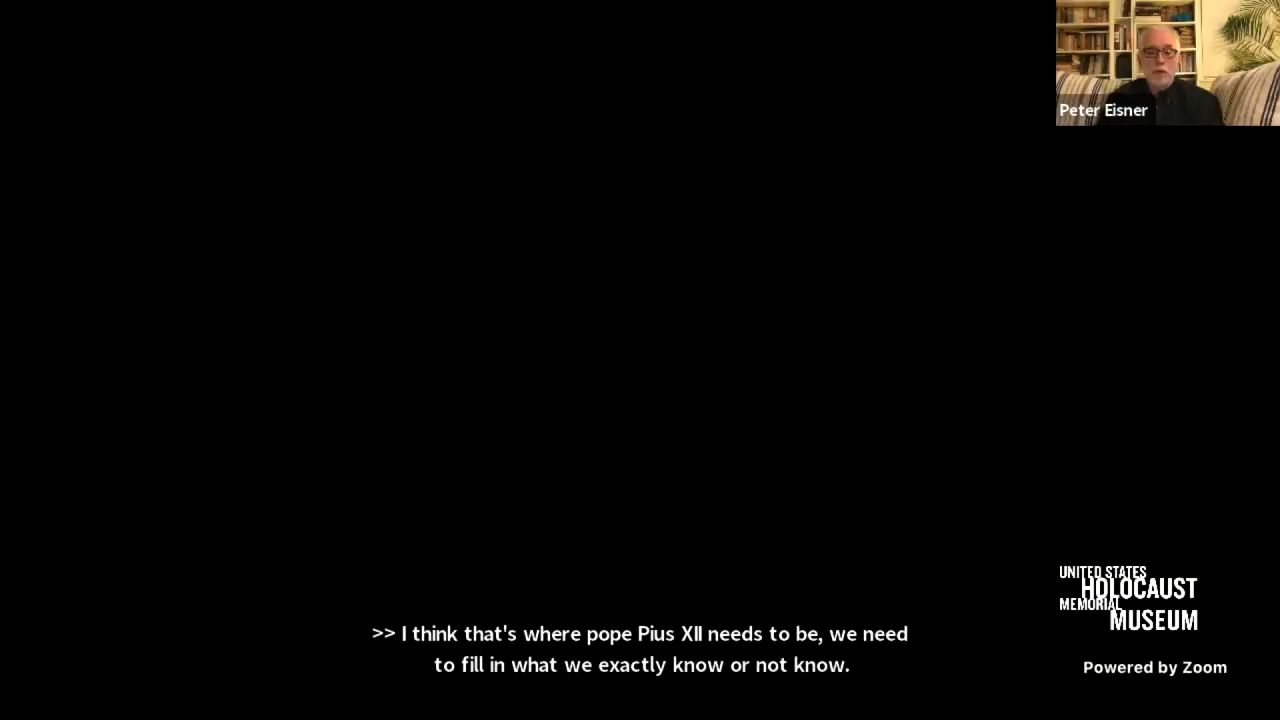 Peter Eisner
UNITED STATES
HOLOCAUST
MEMORIAL
MUSEUM
>> I think that's where pope Pius XII needs to be, we need
to fill in what we exactly know or not know.
Powered by Zoom